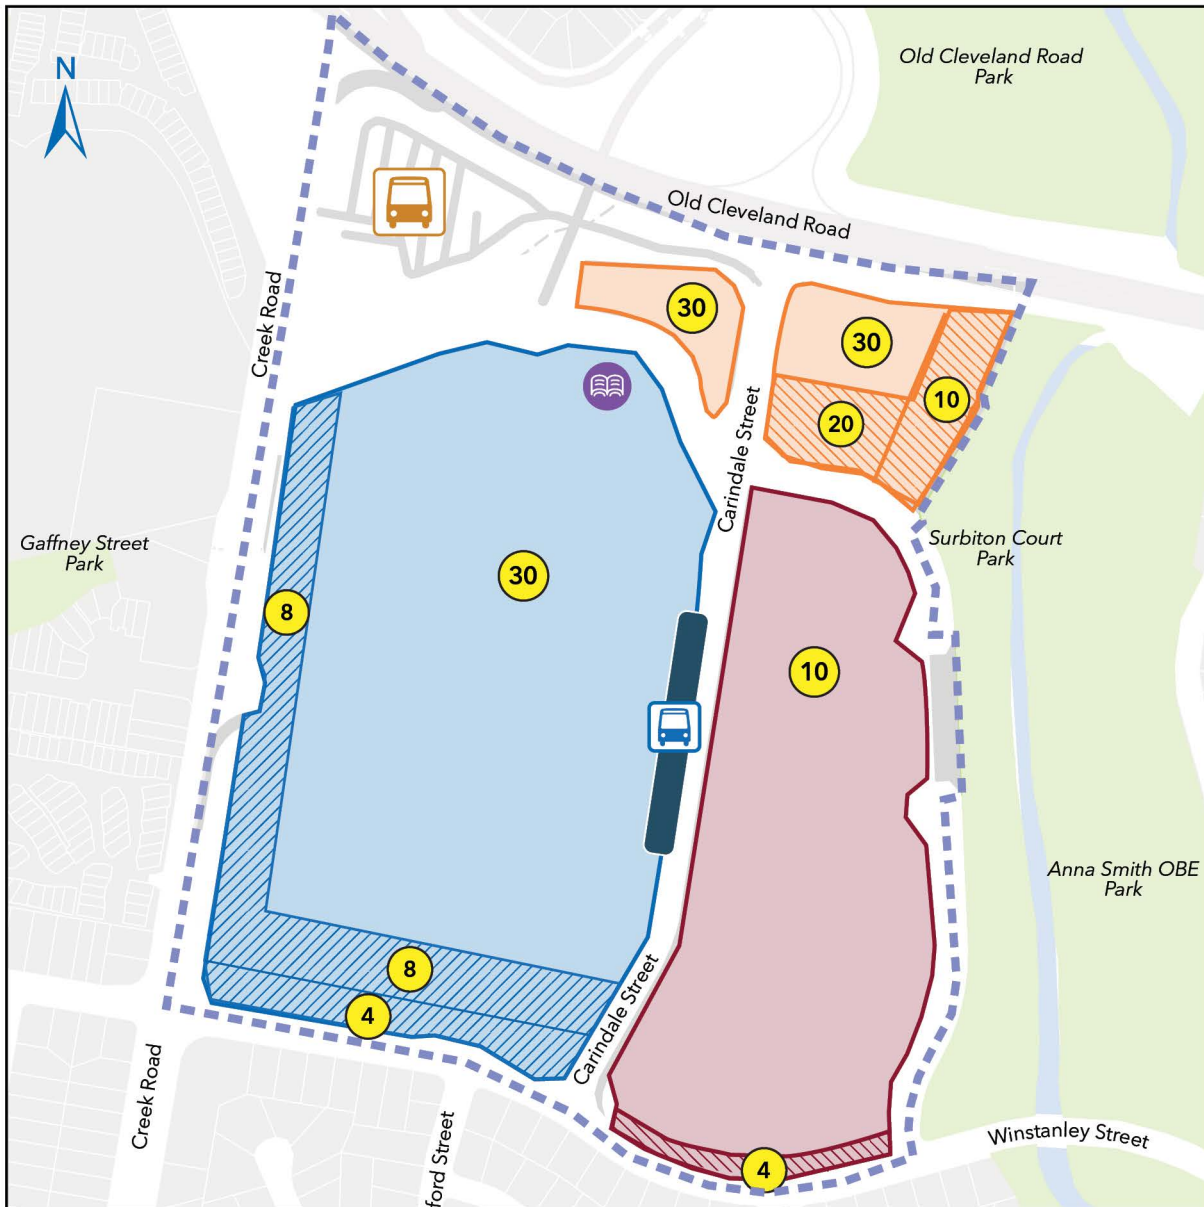 N
Old Cleveland Road
Park
Old Cleveland Road
Creek Road
30
30
10
20
Carindale Street
Gaffney Street
Park
Surbiton Court
Park
30
8
10
Anna Smith OBE
Park
8
4
Carindale Street
Creek Road
ford Street
Winstanley Street
4